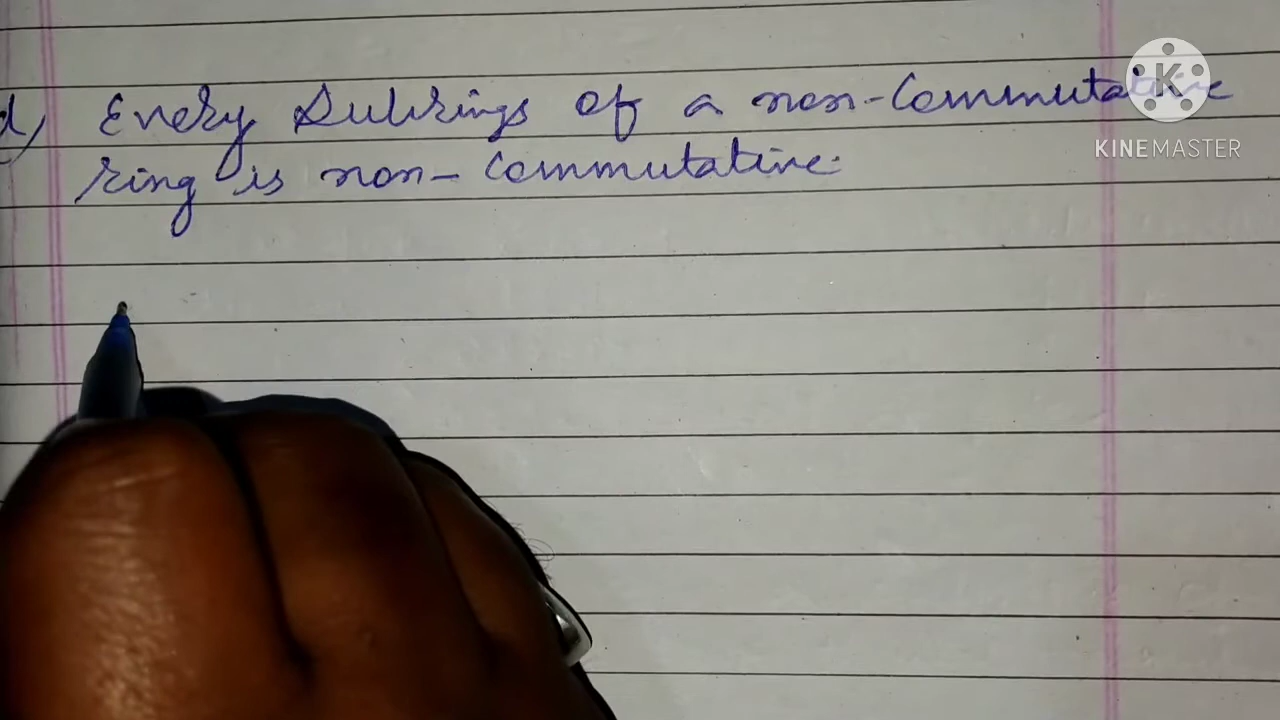 d) Every Subrings of a non-Commutative
ring is non-Commutative.
KINEMASTER